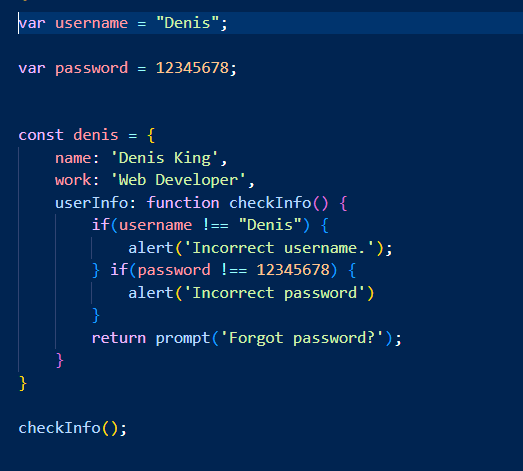 var username = "Denis";
var password = 12345678;
const denis = {
name: 'Denis King',
work: 'Web Developer',
userInfo: function checkInfo() {
if(username !== "Denis") {
alert('Incorrect username.');
} if(password !== 12345678) {
alert('Incorrect password')
}
return prompt('Forgot password?');
}
}
checkInfo();